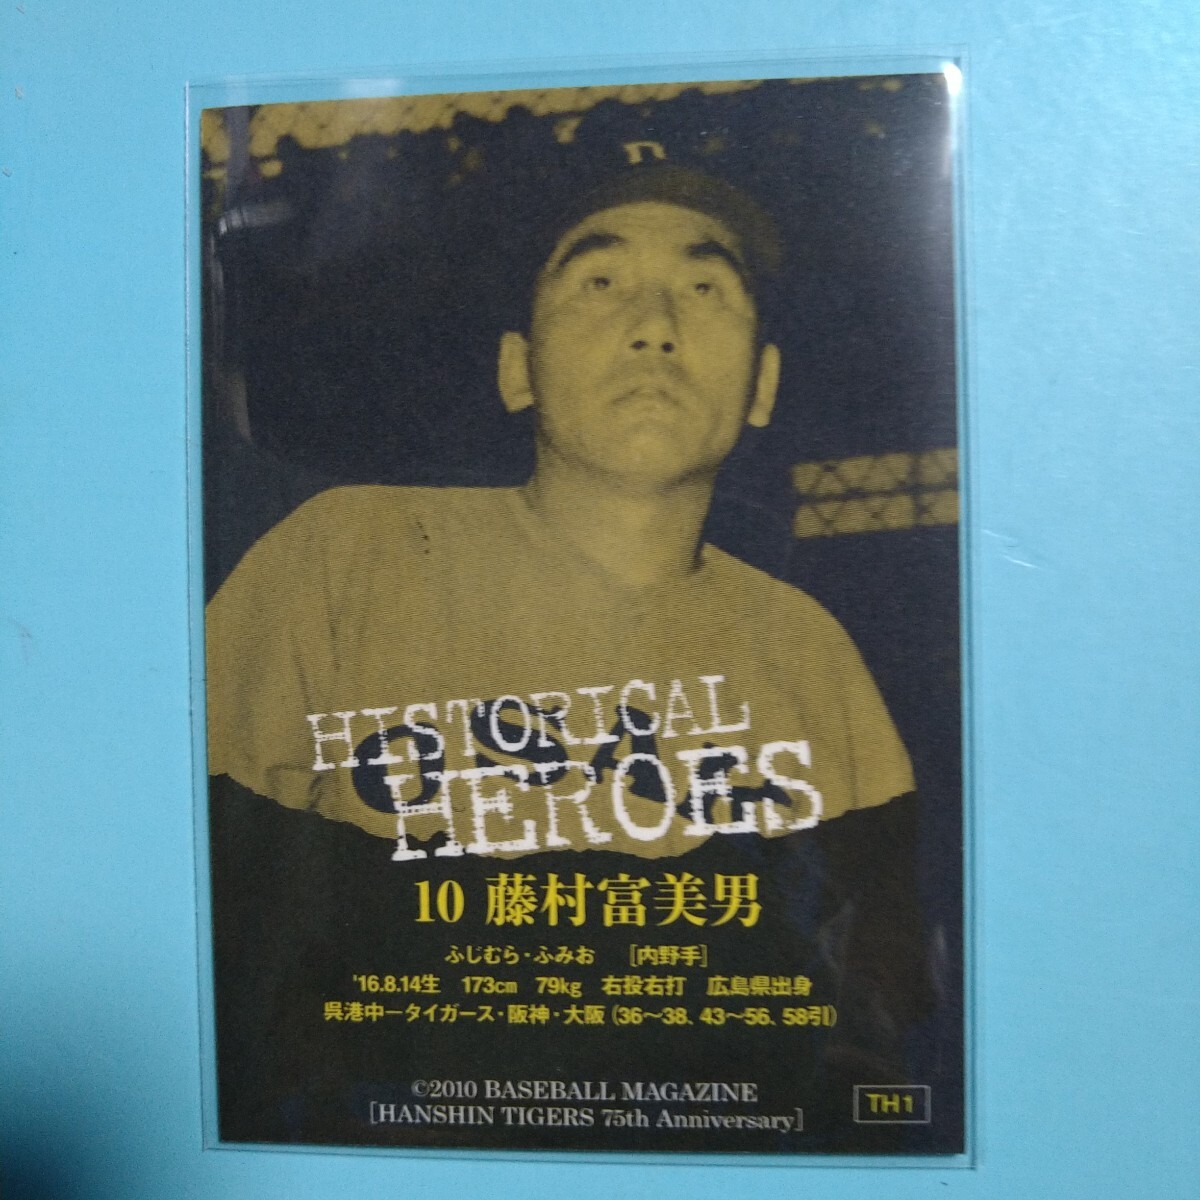 HISTORICAL
HEROES
10 藤村富美男
ふじむら・ふみお [内野手]
'16.8.14生 173cm 79kg 右投右打 広島県出身
呉港中ータイガース・阪神・大阪 (36〜38、43〜56、58引)
©2010 BASEBALL MAGAZINE
[HANSHIN TIGERS 75th Anniversary]
TH1